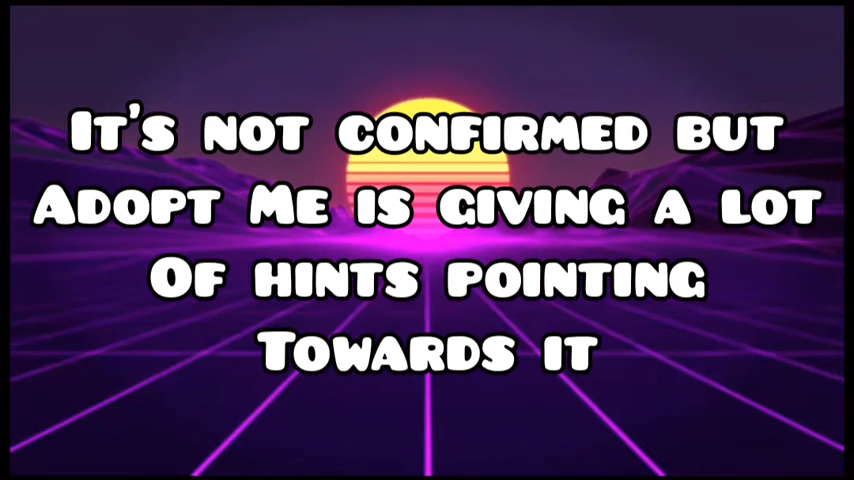 It's not confirmed but
Adopt Me is giving a lot
Of hints pointing
Towards it